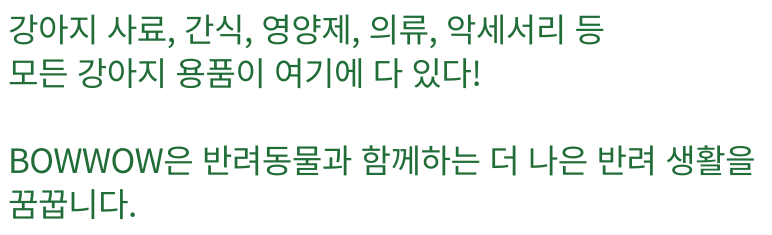 강아지 사료, 간식, 영양제, 의류, 악세서리 등
모든 강아지 용품이 여기에 다 있다!
BOWWOW은 반려동물과 함께하는 더 나은 반려 생활을
꿈꿉니다.